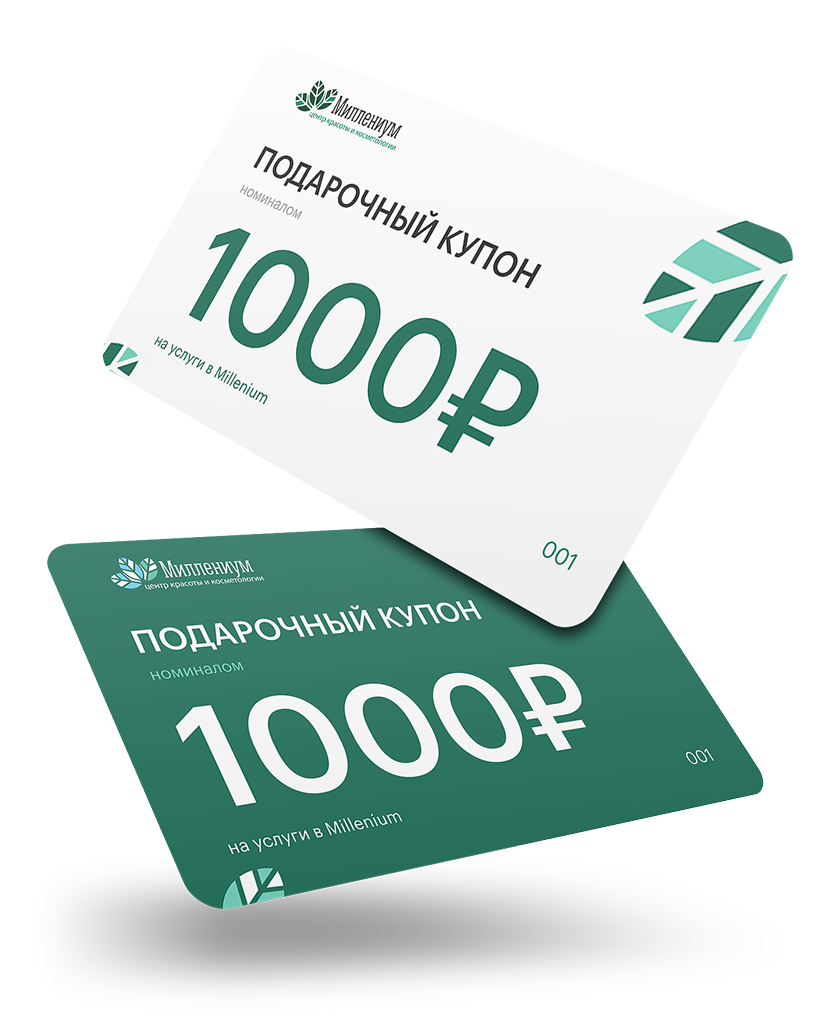 Миллениум
центр красоты и косметологии
ПОДАРОЧНЫЙ КУПОН
номиналом
1000₽
на услуги в Millenium
001
Миллениум
центр красоты и косметологии
ПОДАРОЧНЫЙ КУПОН
номиналом
1000₽
на услуги в Millenium
001